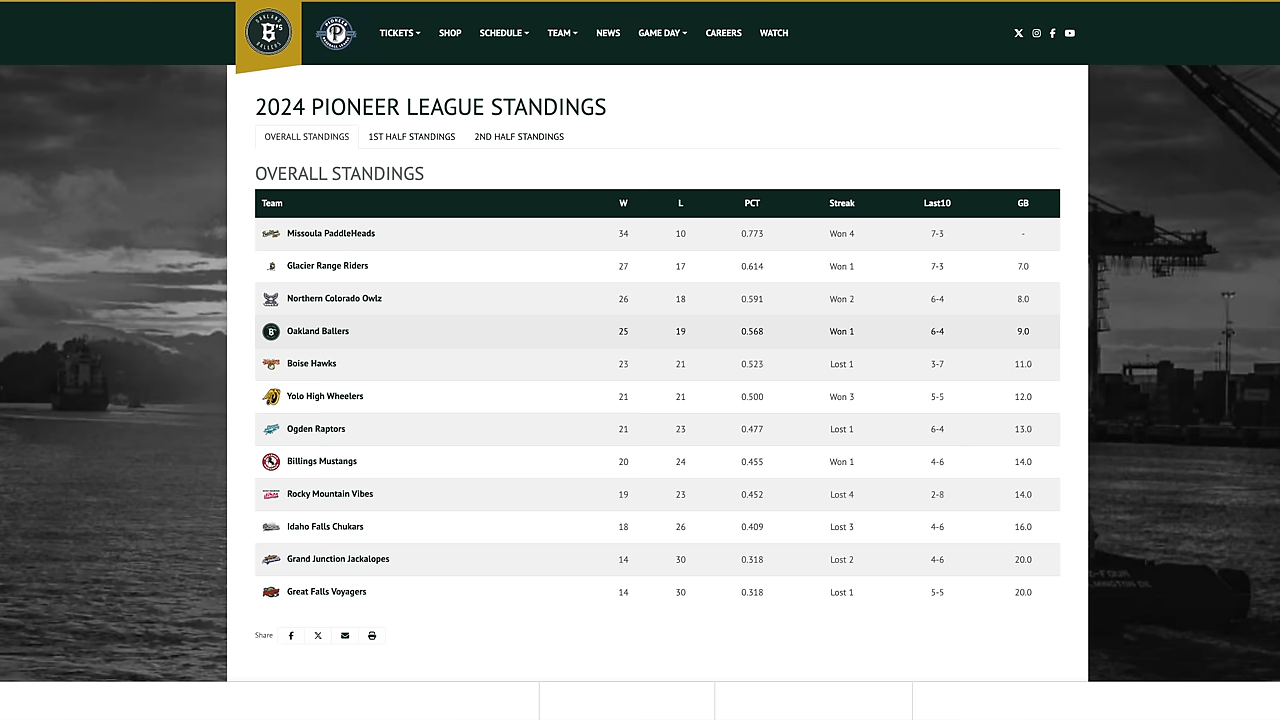 OAKLAND B'S BALLERS PIONEER P TICKETS SHOP SCHEDULE TEAM NEWS GAME DAY CAREERS WATCH
2024 PIONEER LEAGUE STANDINGS
OVERALL STANDINGS 1ST HALF STANDINGS 2ND HALF STANDINGS
OVERALL STANDINGS
Team W L PCT Streak Last10 GB
Missoula PaddleHeads 34 10 0.773 Won 4 7-3 -
Glacier Range Riders 27 17 0.614 Won 1 7-3 7.0
Northern Colorado Owlz 26 18 0.591 Won 2 6-4 8.0
B's Oakland Ballers 25 19 0.568 Won 1 6-4 9.0
Boise Hawks 23 21 0.523 Lost 1 3-7 11.0
Yolo High Wheelers 21 21 0.500 Won 3 5-5 12.0
Ogden Raptors 21 23 0.477 Lost 1 6-4 13.0
Billings Mustangs 20 24 0.455 Won 1 4-6 14.0
Rocky Mountain Vibes 19 23 0.452 Lost 4 2-8 14.0
Idaho Falls Chukars 18 26 0.409 Lost 3 4-6 16.0
Grand Junction Jackalopes 14 30 0.318 Lost 2 4-6 20.0
Great Falls Voyagers 14 30 0.318 Lost 1 5-5 20.0
Share